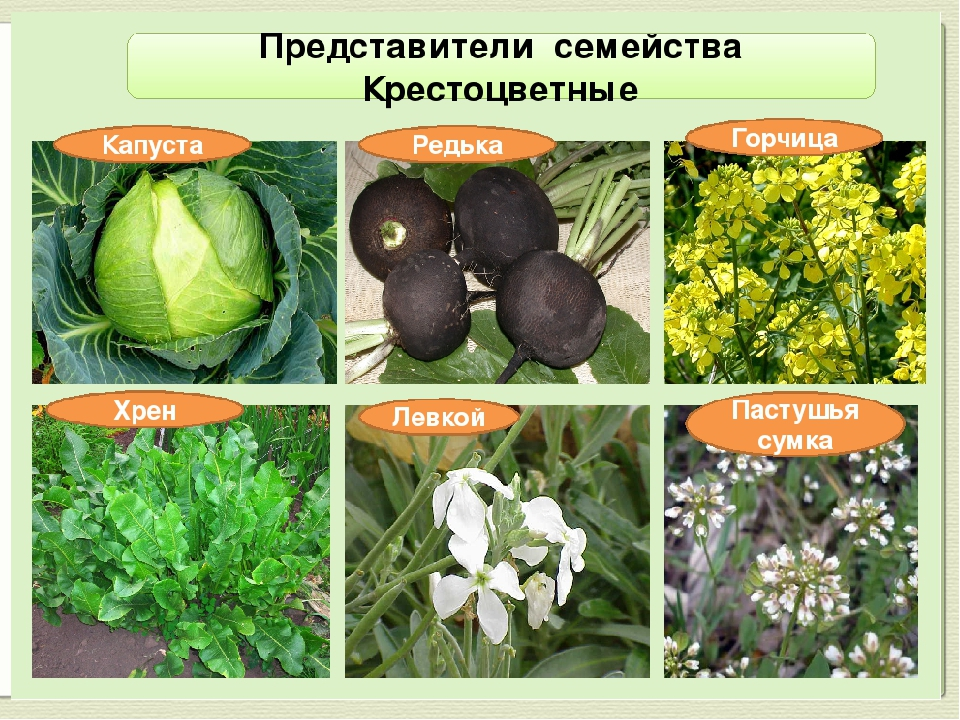 Представители семейства
Крестоцветные
Капуста
Редька
Горчица
Хрен
Левкой
Пастушья
сумка